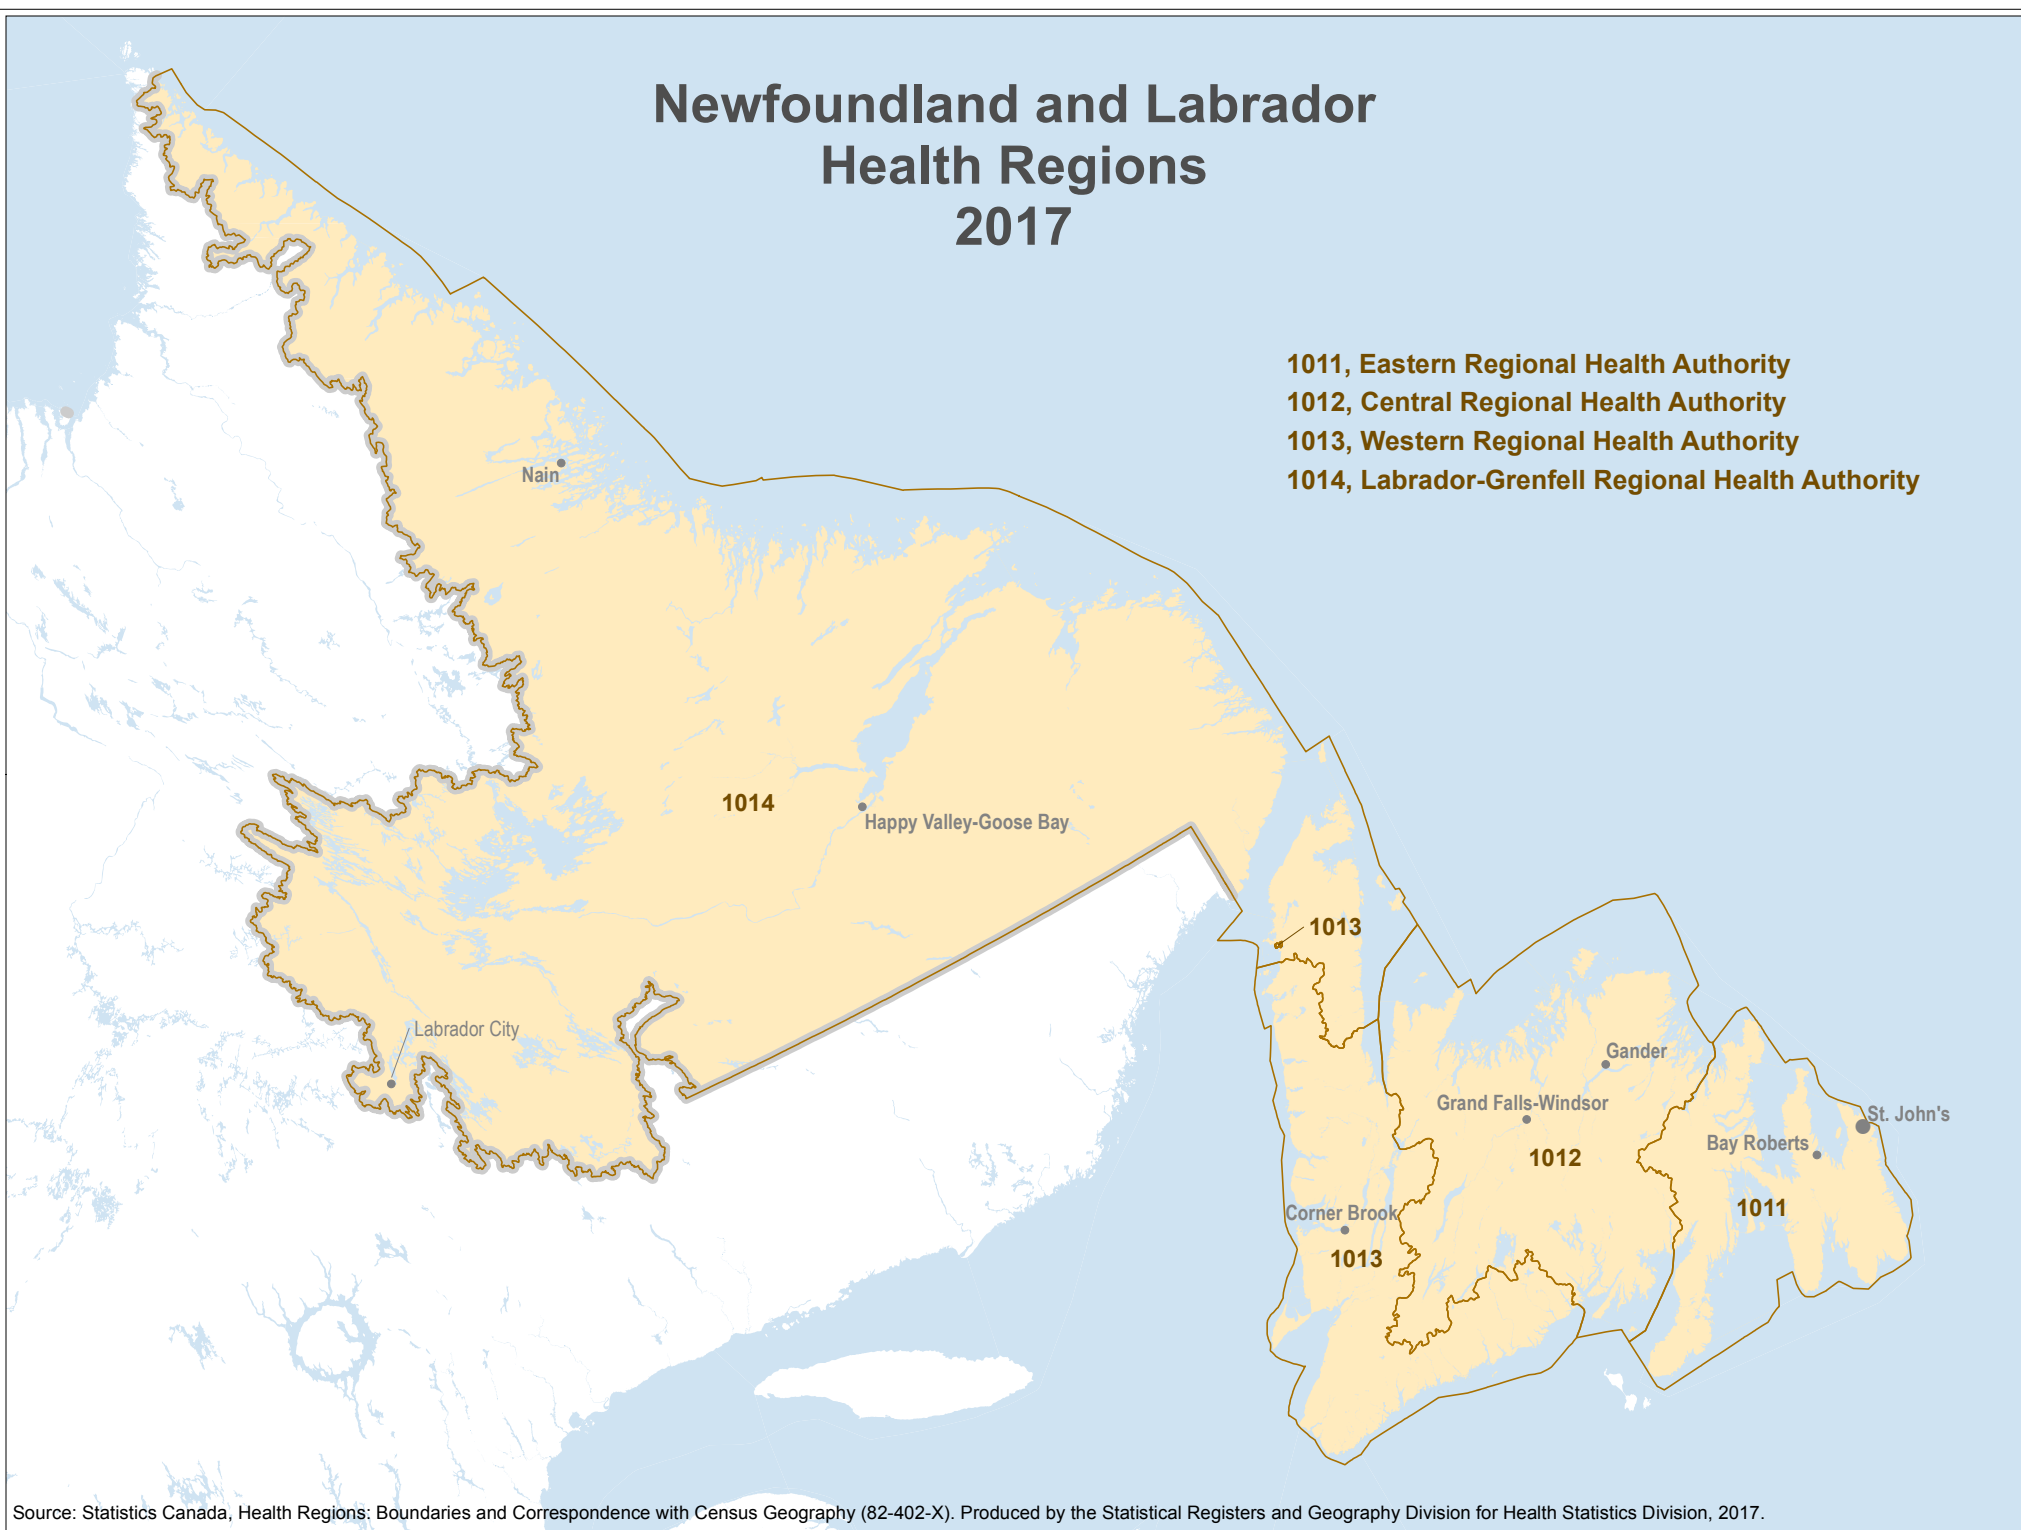 Newfoundland and Labrador
Health Regions
2017
1011, Eastern Regional Health Authority
1012, Central Regional Health Authority
1013, Western Regional Health Authority
1014, Labrador-Grenfell Regional Health Authority
Nain
1014
Happy Valley-Goose Bay
1013
Labrador City
Gander
Grand Falls-Windsor
St. John's
Bay Roberts
1012
1011
Corner Brook
1013
Source: Statistics Canada, Health Regions: Boundaries and Correspondence with Census Geography (82-402-X). Produced by the Statistical Registers and Geography Division for Health Statistics Division, 2017.